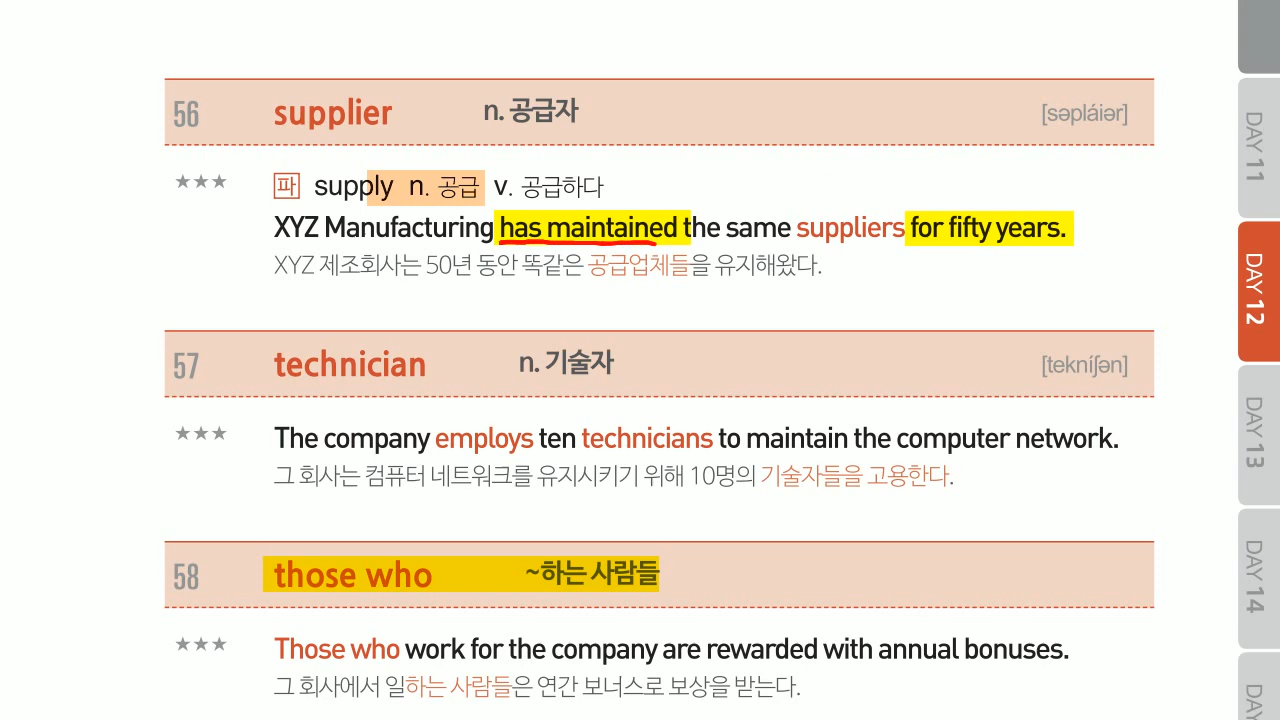 56 supplier n. 공급자 [səpláiər]
★★★ 파 supply n. 공급 v. 공급하다
XYZ Manufacturing has maintained the same suppliers for fifty years.
XYZ 제조회사는 50년 동안 똑같은 공급업체들을 유지해왔다.
57 technician n. 기술자 [tekníʃən]
★★★ The company employs ten technicians to maintain the computer network.
그 회사는 컴퓨터 네트워크를 유지시키기 위해 10명의 기술자들을 고용한다.
58 those who ~하는 사람들
★★★ Those who work for the company are rewarded with annual bonuses.
그 회사에서 일하는 사람들은 연간 보너스로 보상을 받는다.
DAY 11
DAY 12
DAY 13
DAY 14
DAY